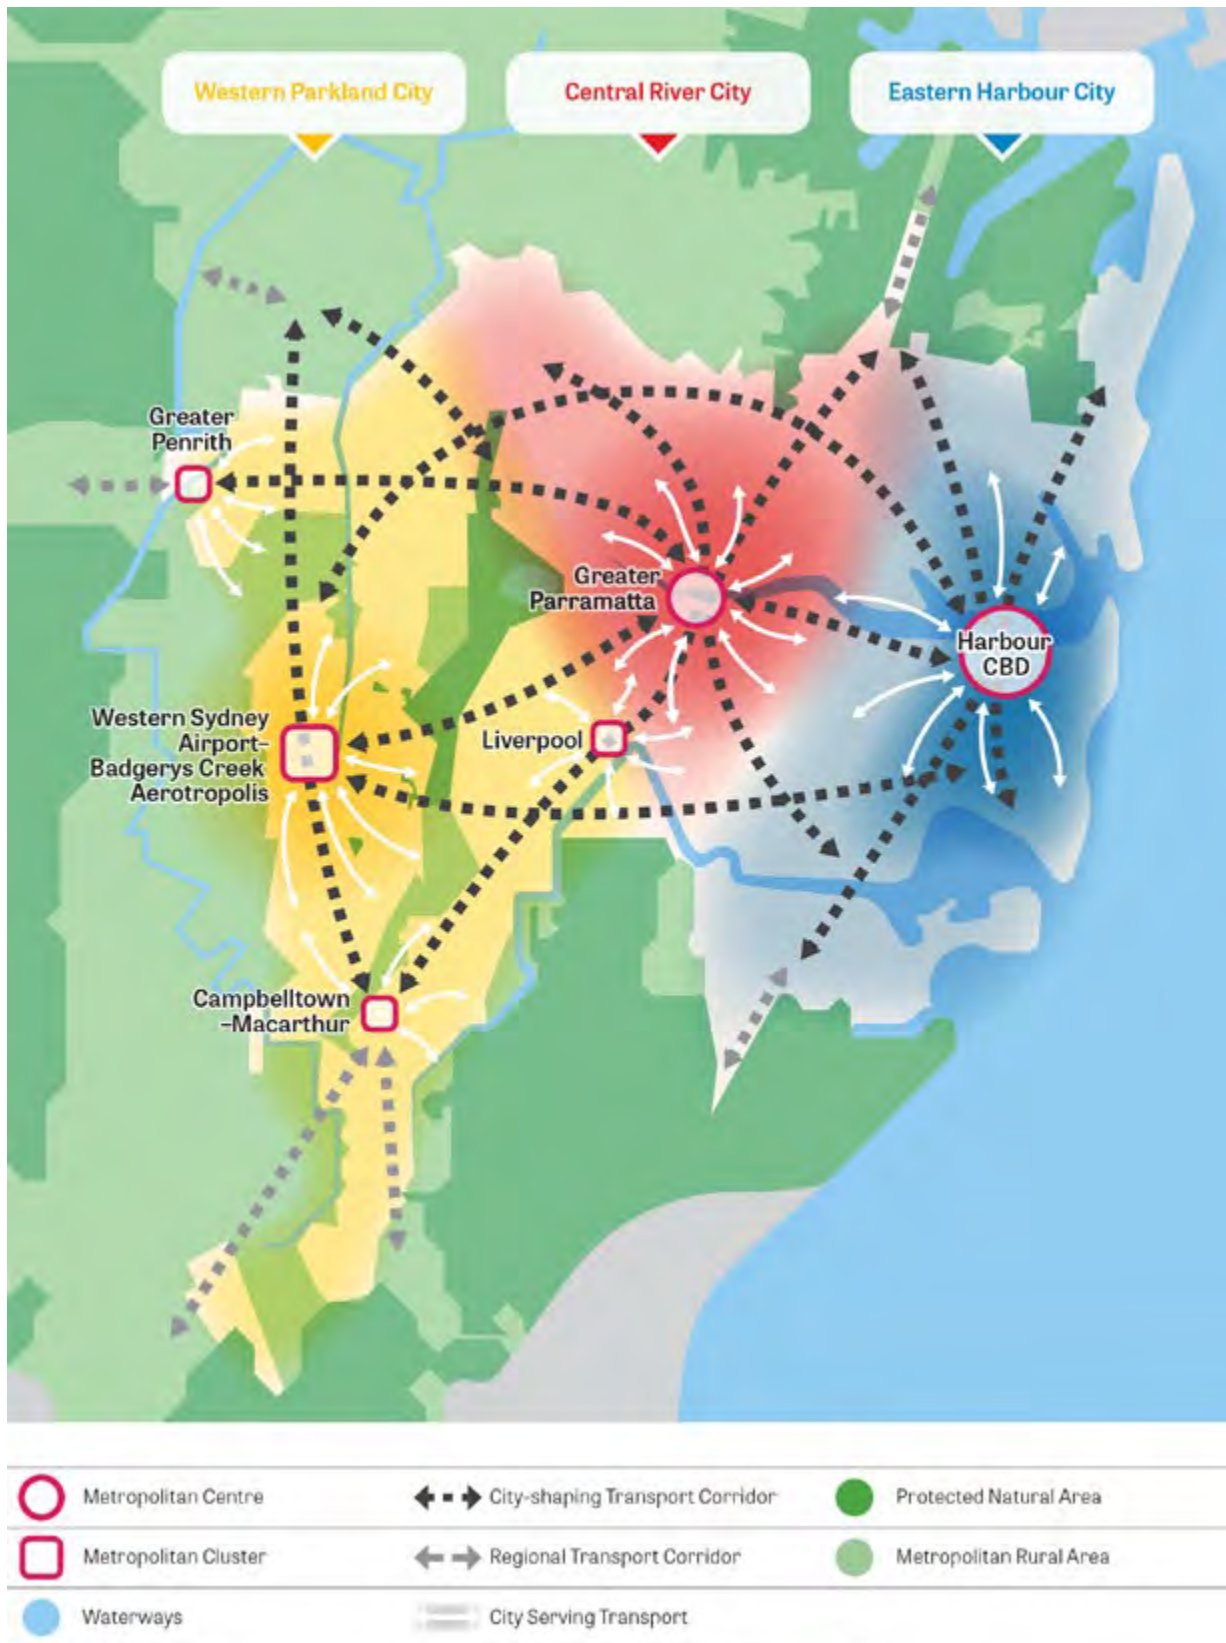 Western Parkland City
Central River City
Eastern Harbour City
Greater
Penrith
Greater
Parramatta
Harbour
CBD
Western Sydney
Airport–
Badgerys Creek
Aerotropolis
Liverpool
Campbelltown
–Macarthur
Metropolitan Centre
City-shaping Transport Corridor
Protected Natural Area
Metropolitan Cluster
Regional Transport Corridor
Metropolitan Rural Area
Waterways
City Serving Transport